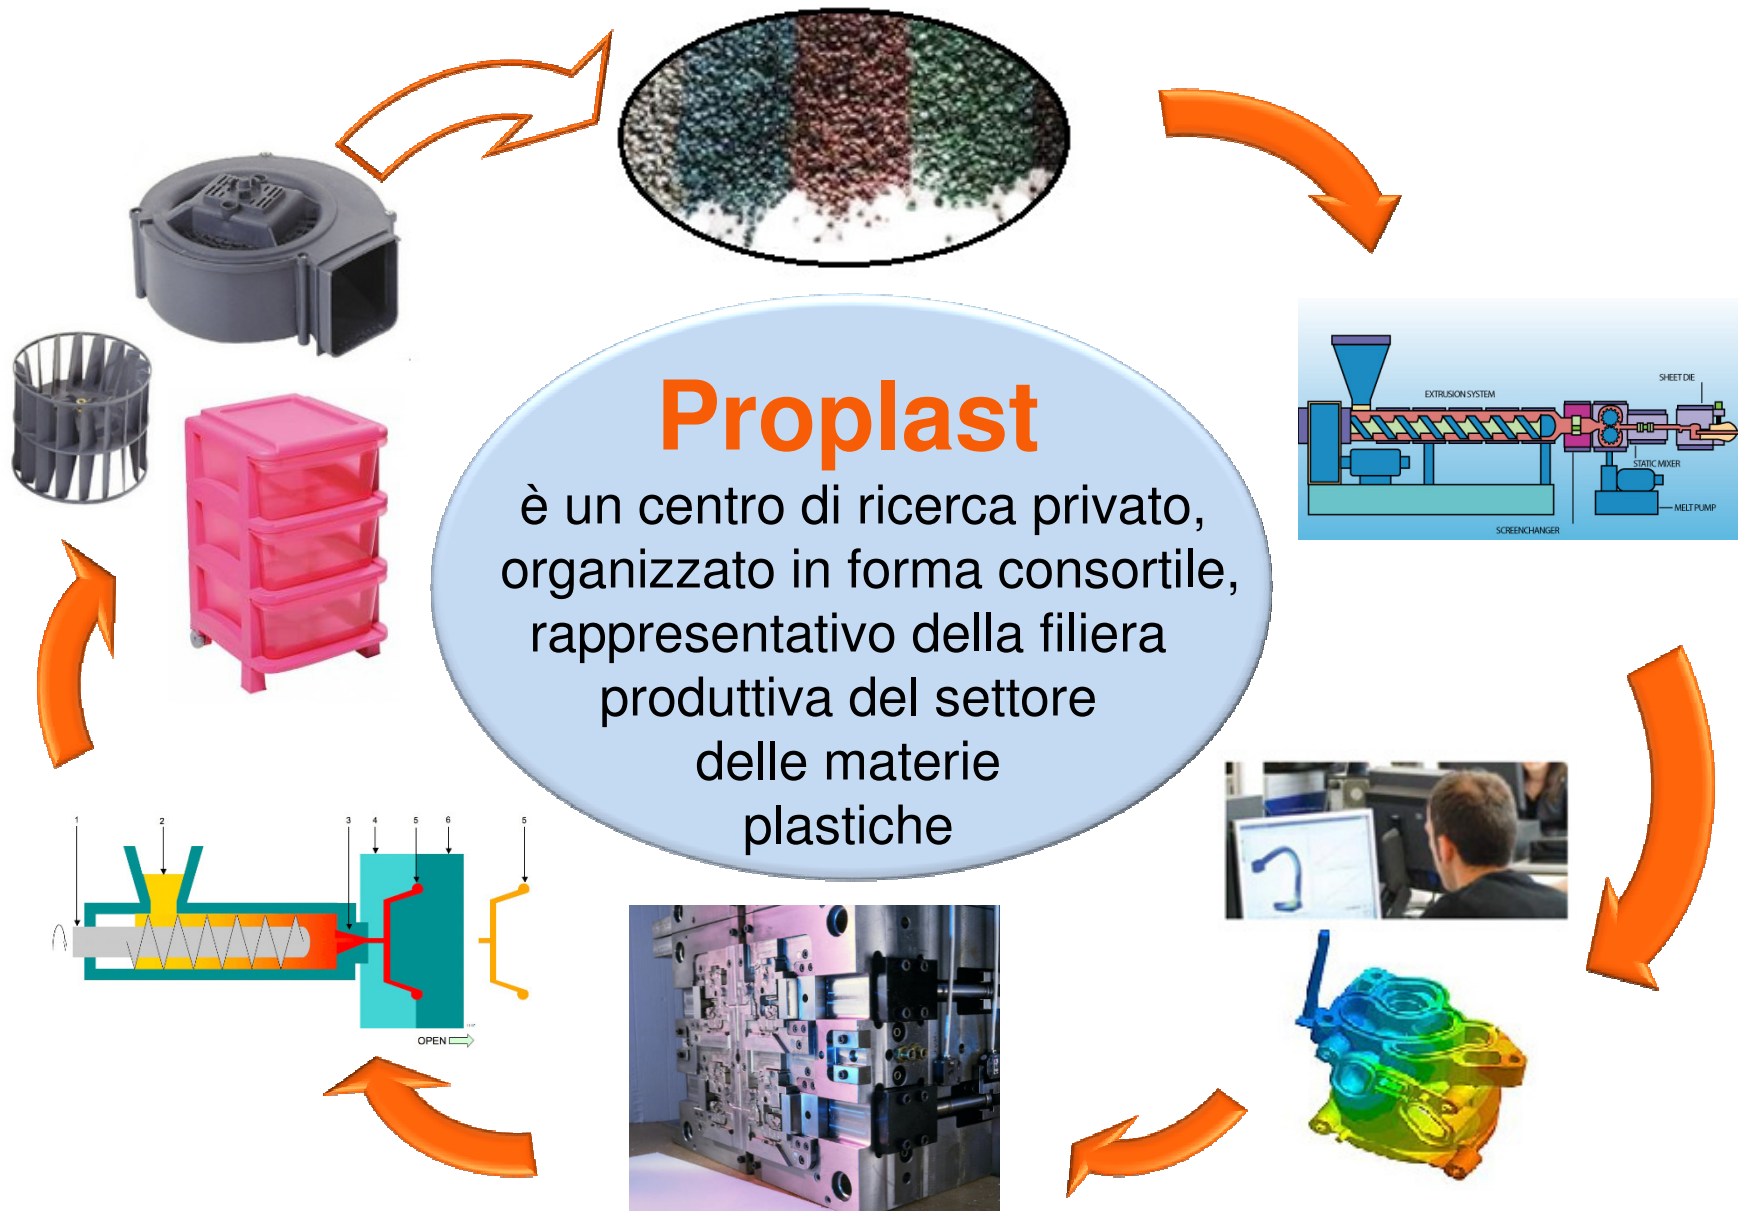 Proplast
è un centro di ricerca privato,
organizzato in forma consortile,
rappresentativo della filiera
produttiva del settore
delle materie
plastiche
SHEET DIE
EXTRUSION SYSTEM
STATIC MIXER
MELT PUMP
SCREENCHANGER
1 2 3 4 5 6 5
OPEN